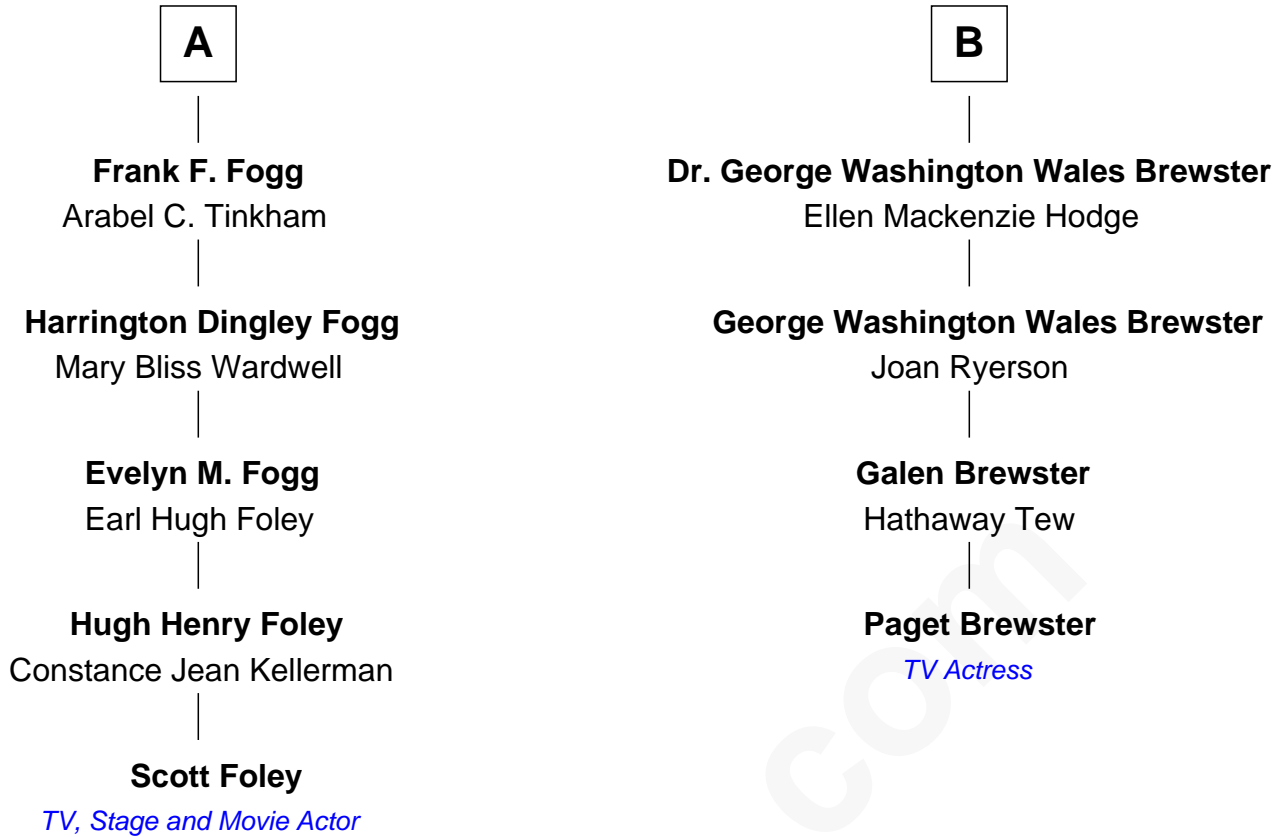 A
Frank F. Fogg
Arabel C. Tinkham
Harrington Dingley Fogg
Mary Bliss Wardwell
Evelyn M. Fogg
Earl Hugh Foley
Hugh Henry Foley
Constance Jean Kellerman
Scott Foley
TV, Stage and Movie Actor
B
Dr. George Washington Wales Brewster
Ellen Mackenzie Hodge
George Washington Wales Brewster
Joan Ryerson
Galen Brewster
Hathaway Tew
Paget Brewster
TV Actress
com